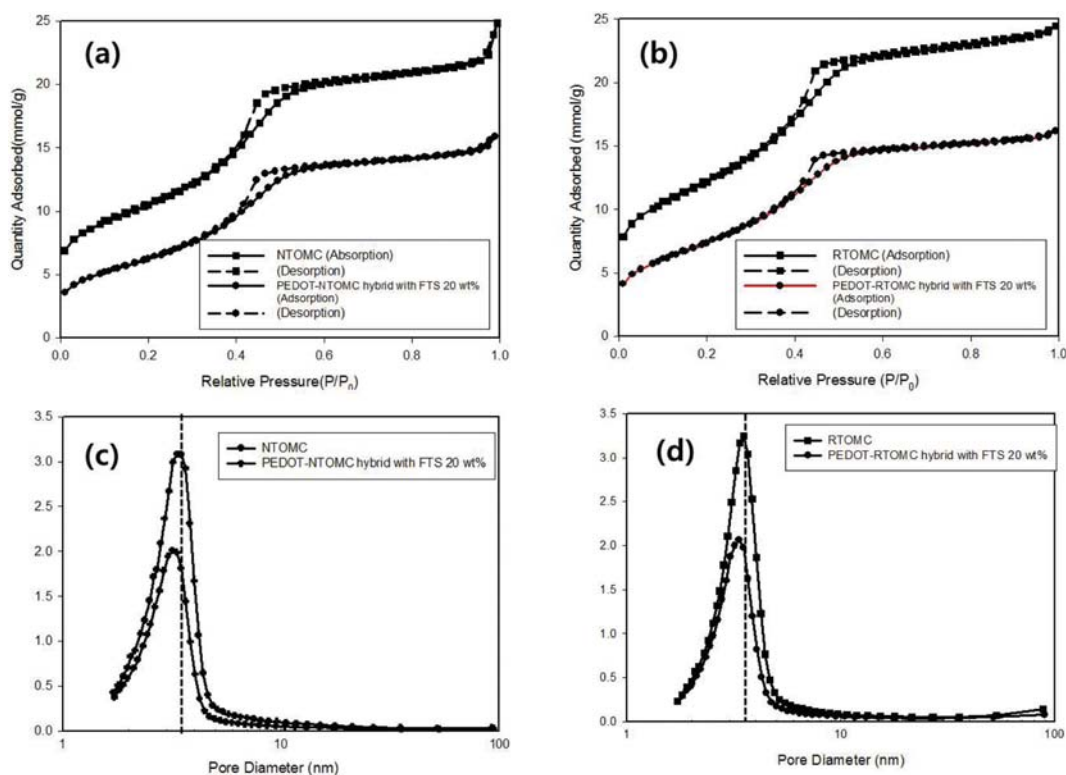 (a)
Quantity Adsorbed(mmol/g)
25
20
15
10
5
0
NTOMC (Absorption)
(Desorption)
PEDOT-NTOMC hybrid with FTS 20 wt%
(Adsorption)
(Desorption)
0.0 0.2 0.4 0.6 0.8 1.0
Relative Pressure(P/P0)
(b)
Quantity Adsorbed (mmol/g)
25
20
15
10
5
0
RTOMC (Adsorption)
(Desorption)
PEDOT-RTOMC hybrid with FTS 20 wt%
(Adsorption)
(Desorption)
0.0 0.2 0.4 0.6 0.8 1.0
Relative Pressure (P/P0)
(c)
3.5
3.0
2.5
2.0
1.5
1.0
0.5
0.0
NTOMC
PEDOT-NTOMC hybrid with FTS 20 wt%
1 10 100
Pore Diameter (nm)
(d)
3.5
3.0
2.5
2.0
1.5
1.0
0.5
0.0
RTOMC
PEDOT-RTOMC hybrid with FTS 20 wt%
1 10 100
Pore Diameter (nm)